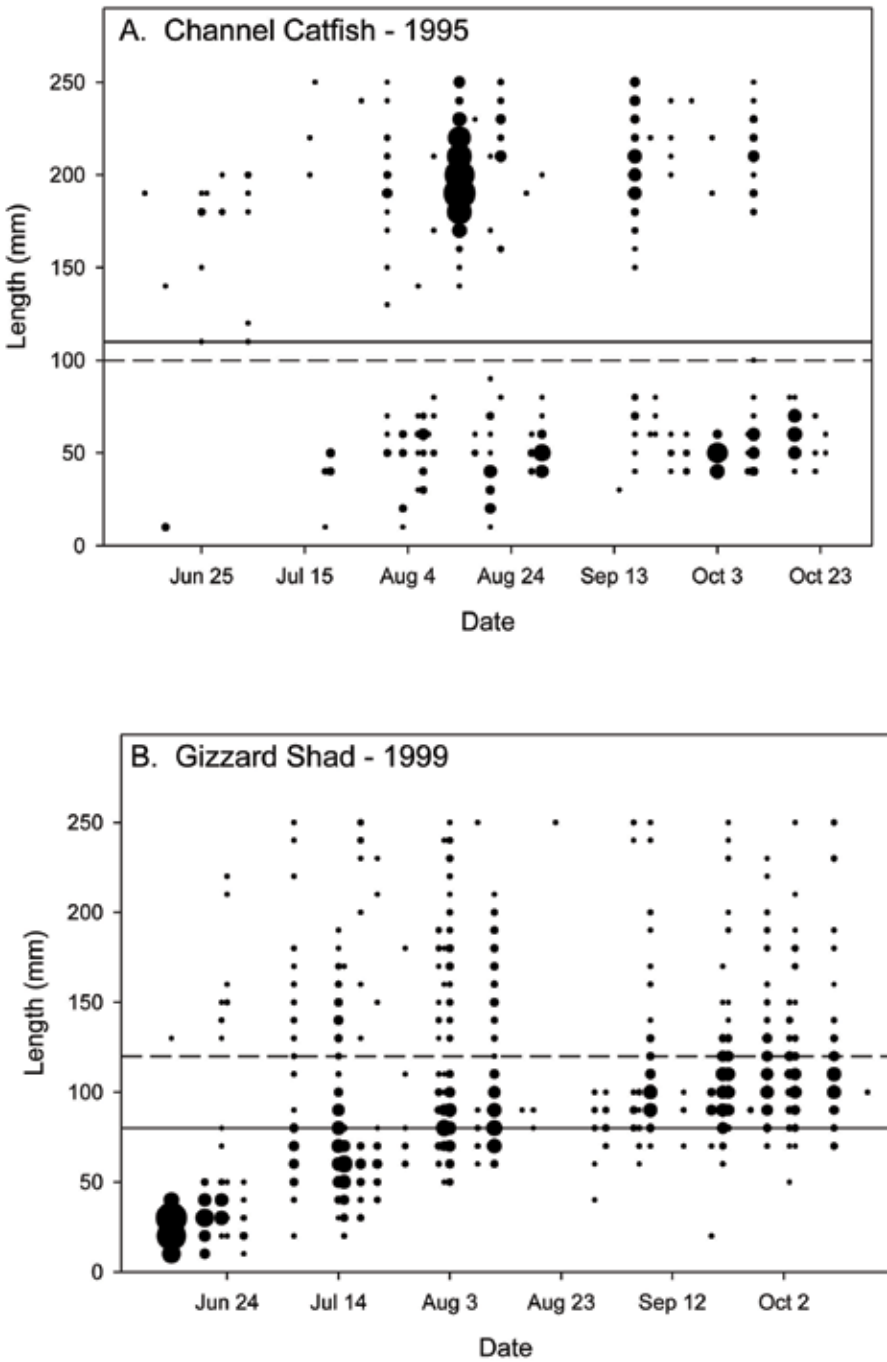 A. Channel Catfish - 1995
250
200
150
100
50
0
Length (mm)
Jun 25 Jul 15 Aug 4 Aug 24 Sep 13 Oct 3 Oct 23
Date
B. Gizzard Shad - 1999
250
200
150
100
50
0
Length (mm)
Jun 24 Jul 14 Aug 3 Aug 23 Sep 12 Oct 2
Date